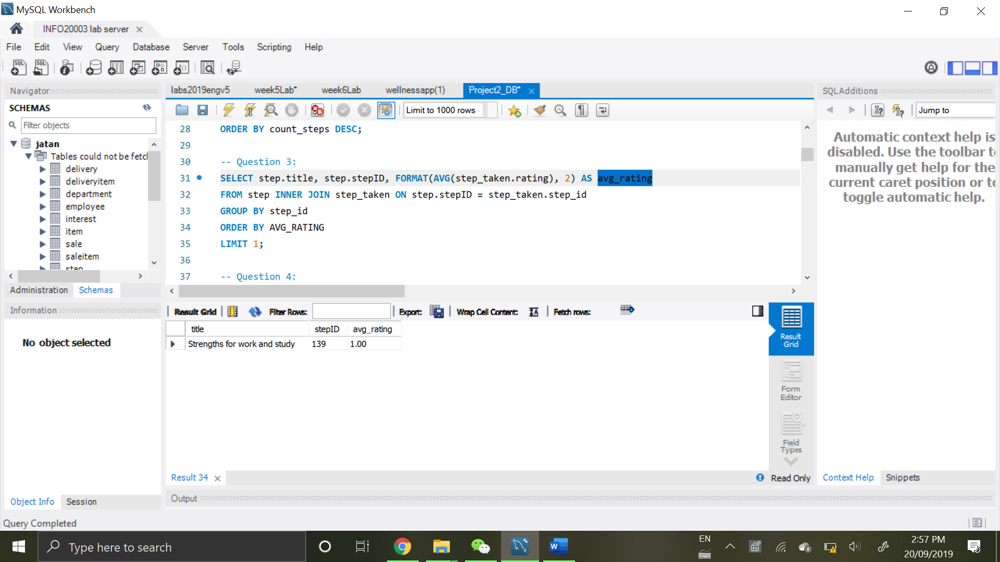 MySQL Workbench
INFO20003 lab server
File Edit View Query Database Server Tools Scripting Help
Navigator
SCHEMAS
Filter objects
jatan
Tables could not be fetch
delivery
deliveryitem
department
employee
interest
item
sale
saleitem
step
Administration Schemas
Information
No object selected
Object Info Session
labs2019engv5 week5Lab* week6Lab wellnessapp(1) Project2_DB*
Limit to 1000 rows
28 ORDER BY count_steps DESC;
29
30 -- Question 3:
31 SELECT step.title, step.stepID, FORMAT(AVG(step_taken.rating), 2) AS avg_rating
32 FROM step INNER JOIN step_taken ON step.stepID = step_taken.step_id
33 GROUP BY step_id
34 ORDER BY AVG_RATING
35 LIMIT 1;
36
37 -- Question 4:
Result Grid Filter Rows: Export: Wrap Cell Content: Fetch rows:
title stepID avg_rating
Strengths for work and study 139 1.00
Result Grid
Form Editor
Field Types
Result 34
Read Only
Output
SQLAdditions
Jump to
Automatic context help is
disabled. Use the toolbar to
manually get help for the
current caret position or to
toggle automatic help.
Context Help Snippets
Query Completed
Type here to search
EN
2:57 PM
20/09/2019